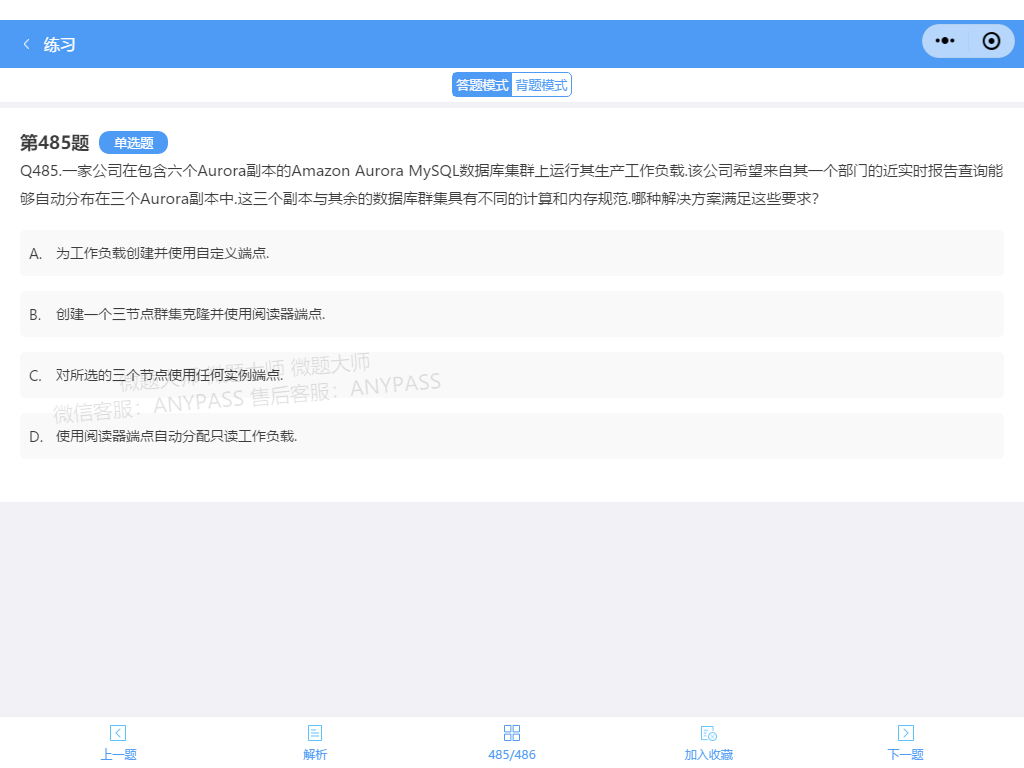 练习
答题模式 背题模式
第485题 单选题
Q485.一家公司在包含六个Aurora副本的Amazon Aurora MySQL数据库集群上运行其生产工作负载.该公司希望来自其一个部门的近实时报告查询能
够自动分布在三个Aurora副本中.这三个副本与其余的数据库群集具有不同的计算和内存规范.哪种解决方案满足这些要求?
A. 为工作负载创建并使用自定义端点.
B. 创建一个三节点群集克隆并使用阅读器端点.
微题大师 微题大师 微题大师
C. 对所选的三个节点使用任何实例端点.
微信客服：ANYPASS 售后客服：ANYPASS
D. 使用阅读器端点自动分配只读工作负载.
上一题 解析 485/486 加入收藏 下一题